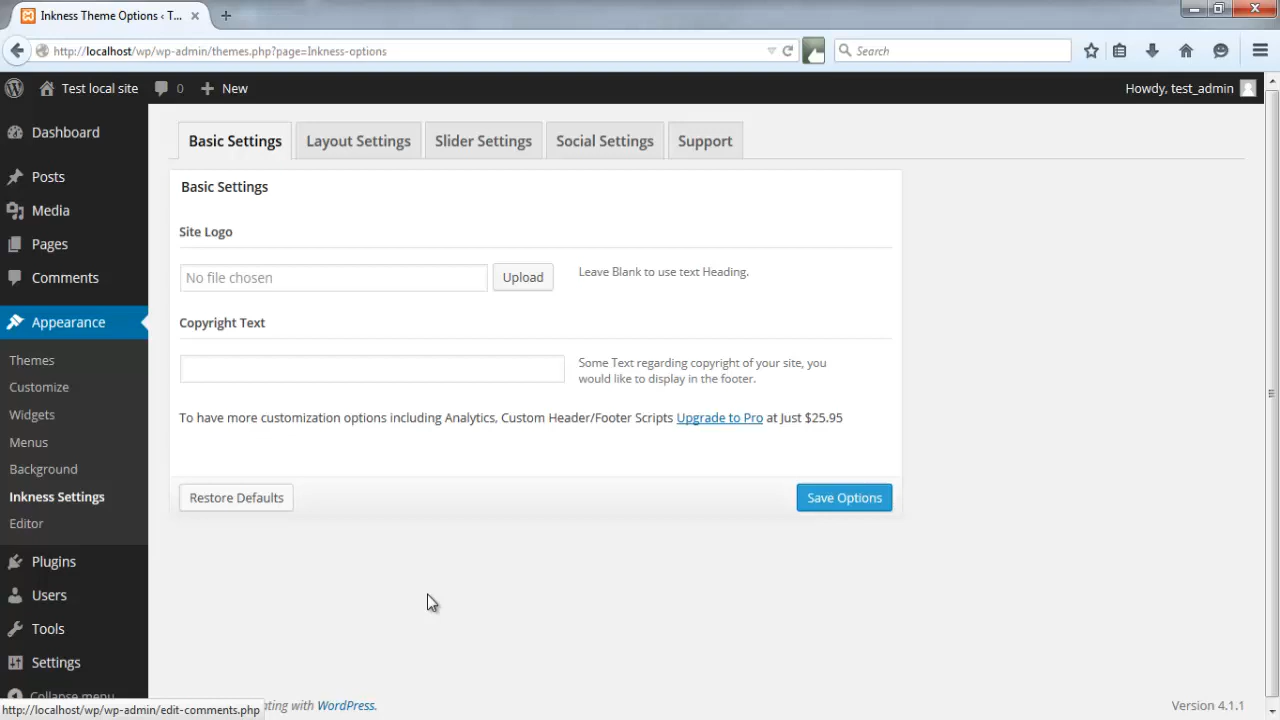 Inkness Theme Options ‹ T...
http://localhost/wp/wp-admin/themes.php?page=Inkness-options
Search
Test local site
0
New
Howdy, test_admin
Dashboard
Posts
Media
Pages
Comments
Appearance
Themes
Customize
Widgets
Menus
Background
Inkness Settings
Editor
Plugins
Users
Tools
Settings
Collapse menu
Basic Settings
Layout Settings
Slider Settings
Social Settings
Support
Basic Settings
Site Logo
No file chosen
Upload
Leave Blank to use text Heading.
Copyright Text
Some Text regarding copyright of your site, you
would like to display in the footer.
To have more customization options including Analytics, Custom Header/Footer Scripts Upgrade to Pro at Just $25.95
Restore Defaults
Save Options
http://localhost/wp/wp-admin/edit-comments.php
ting with WordPress.
Version 4.1.1